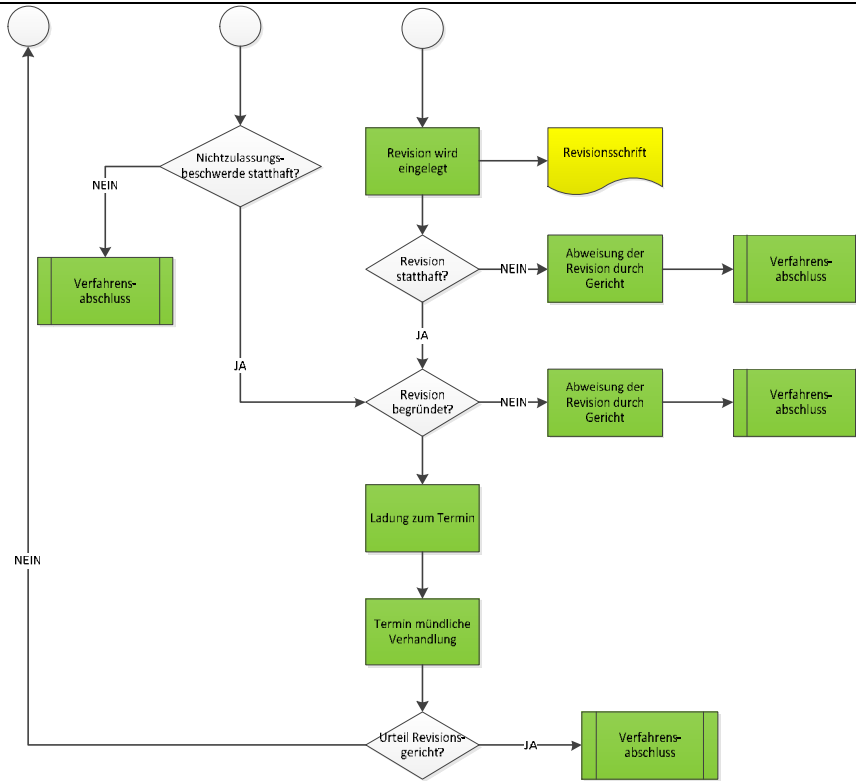 Nichtzulassungs-
beschwerde statthaft?
NEIN
Verfahrens-
abschluss
JA
Revision wird
eingelegt
Revisionsschrift
Revision
statthaft?
NEIN
Abweisung der
Revision durch
Gericht
Verfahrens-
abschluss
JA
Revision
begründet?
NEIN
Abweisung der
Revision durch
Gericht
Verfahrens-
abschluss
Ladung zum Termin
Termin mündliche
Verhandlung
Urteil Revisions-
gericht?
NEIN
JA
Verfahrens-
abschluss